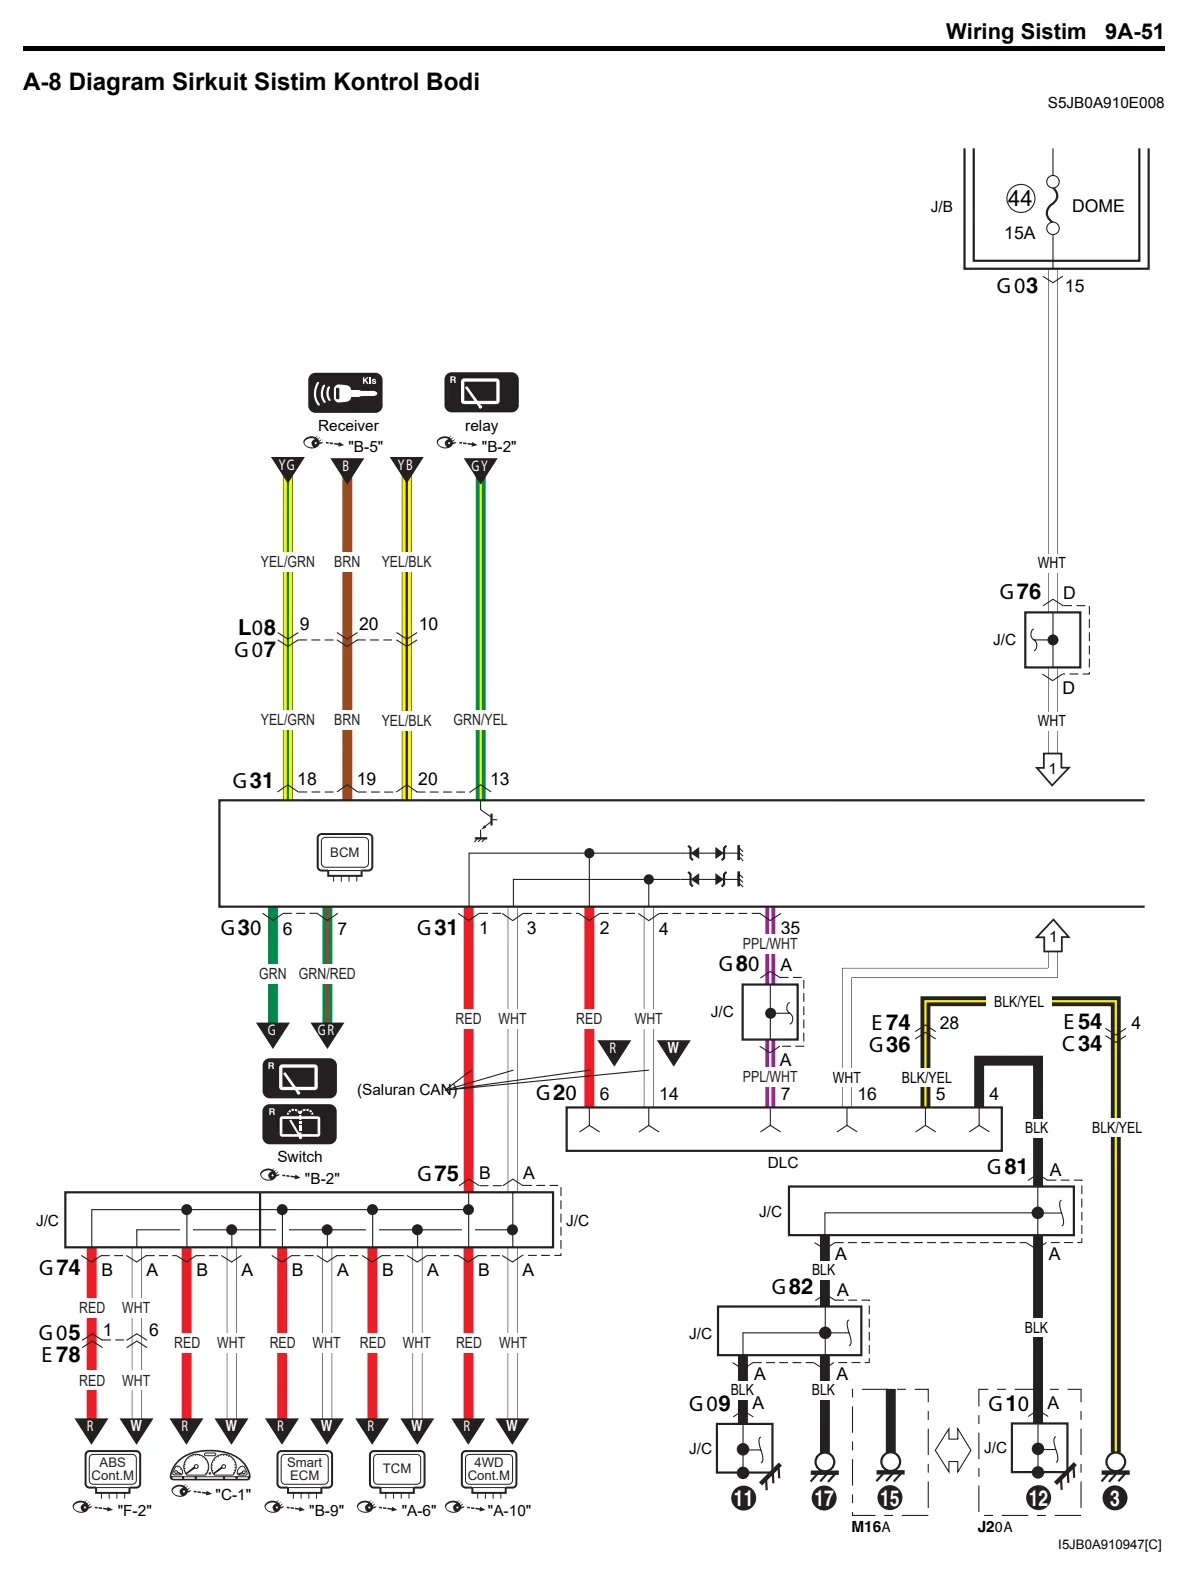 Wiring Sistim 9A-51
A-8 Diagram Sirkuit Sistim Kontrol Bodi
S5JB0A910E008
J/B
44
15A
DOME
G03
15
Kls
R
Receiver
relay
"B-5"
"B-2"
YG
B
YB
GY
YEL/GRN
BRN
YEL/BLK
WHT
G76
D
L08
9
20
10
G07
J/C
D
YEL/GRN
BRN
YEL/BLK
GRN/YEL
WHT
1
G31
18
19
20
13
BCM
G30
6
7
G31
1
3
2
4
35
PPL/WHT
1
GRN
GRN/RED
G80
A
J/C
BLK/YEL
RED
WHT
RED
WHT
E74
28
E54
4
G36
C34
G
GR
R
W
A
R
PPL/WHT
WHT
BLK/YEL
(Saluran CAN)
G20
6
14
7
16
5
4
R
BLK
BLK/YEL
Switch
DLC
"B-2"
G75
B
A
G81
A
J/C
J/C
J/C
G74
B
A
B
A
B
A
B
A
B
A
A
A
BLK
G82
A
RED
WHT
G05
1
6
E78
RED
WHT
RED
WHT
RED
WHT
RED
WHT
J/C
BLK
RED
WHT
A
A
BLK
BLK
G09
A
G10
A
R
W
R
W
R
W
R
W
R
W
J/C
J/C
ABS
Cont.M
Smart
ECM
TCM
4WD
Cont.M
"F-2"
"C-1"
"B-9"
"A-6"
"A-10"
11
17
15
12
3
M16A
J20A
I5JB0A910947[C]